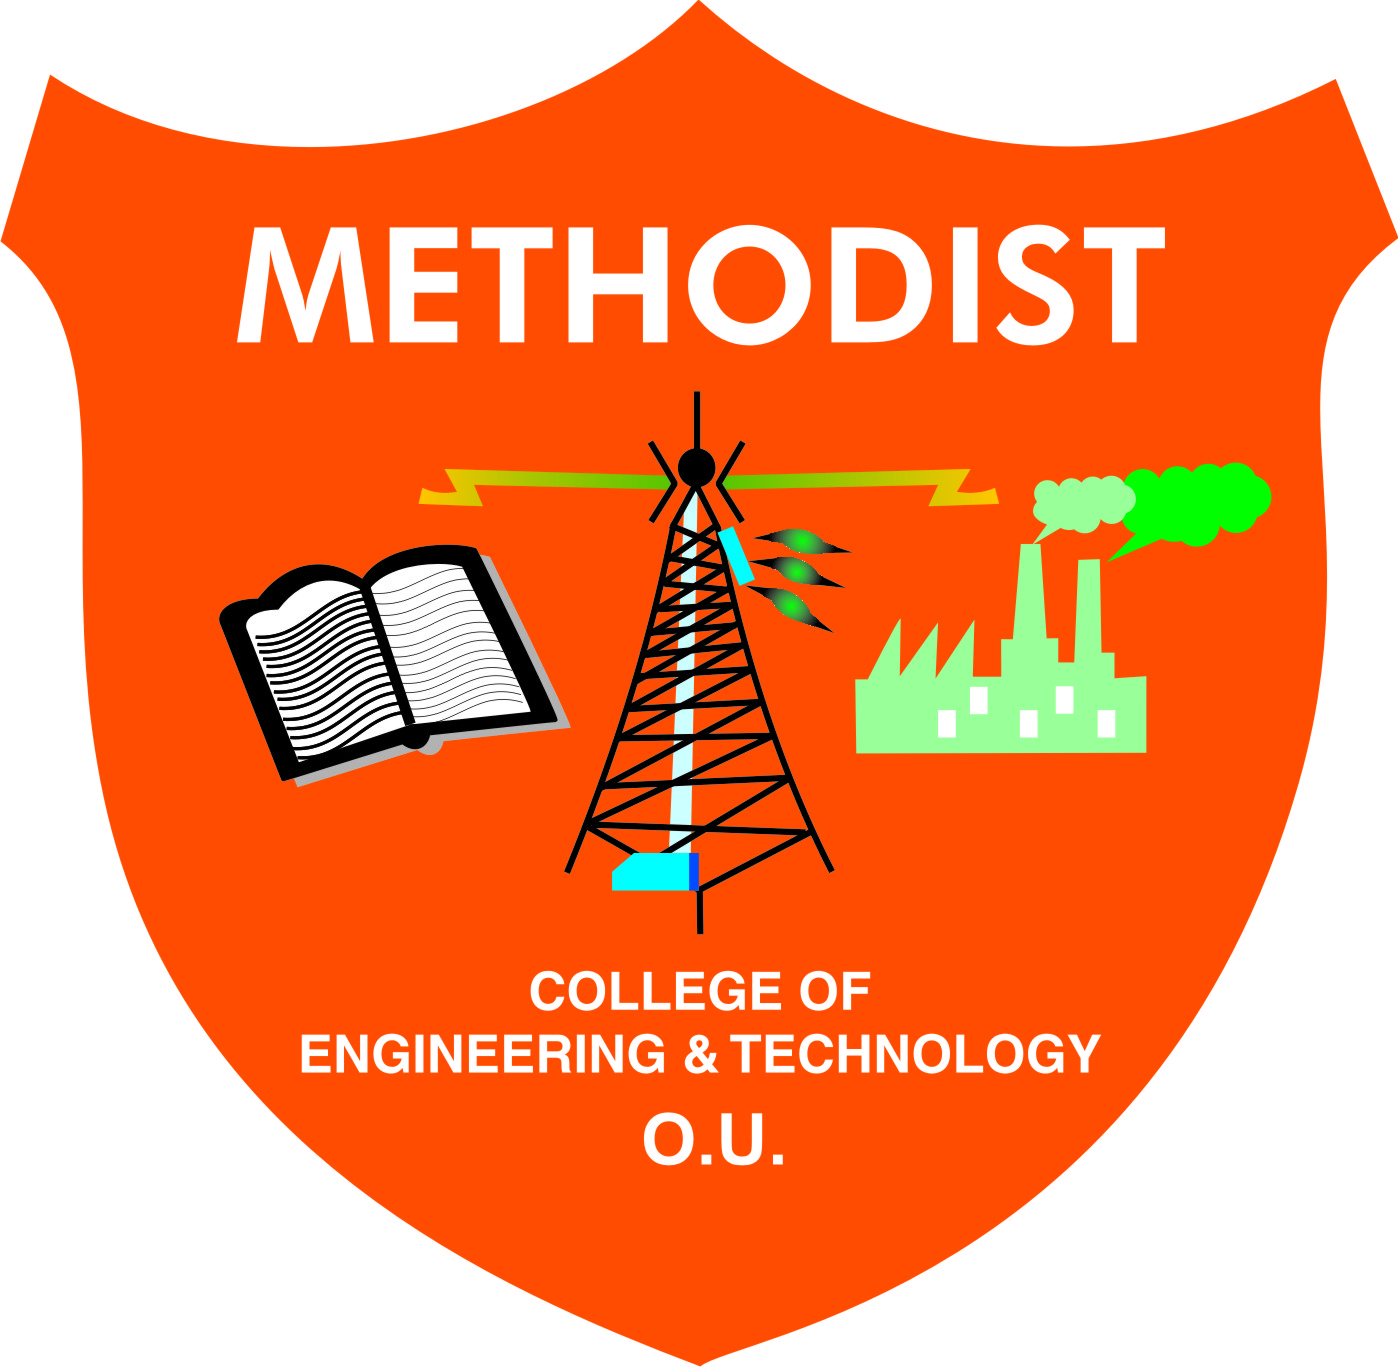 METHODIST
COLLEGE OF
ENGINEERING & TECHNOLOGY
O.U.